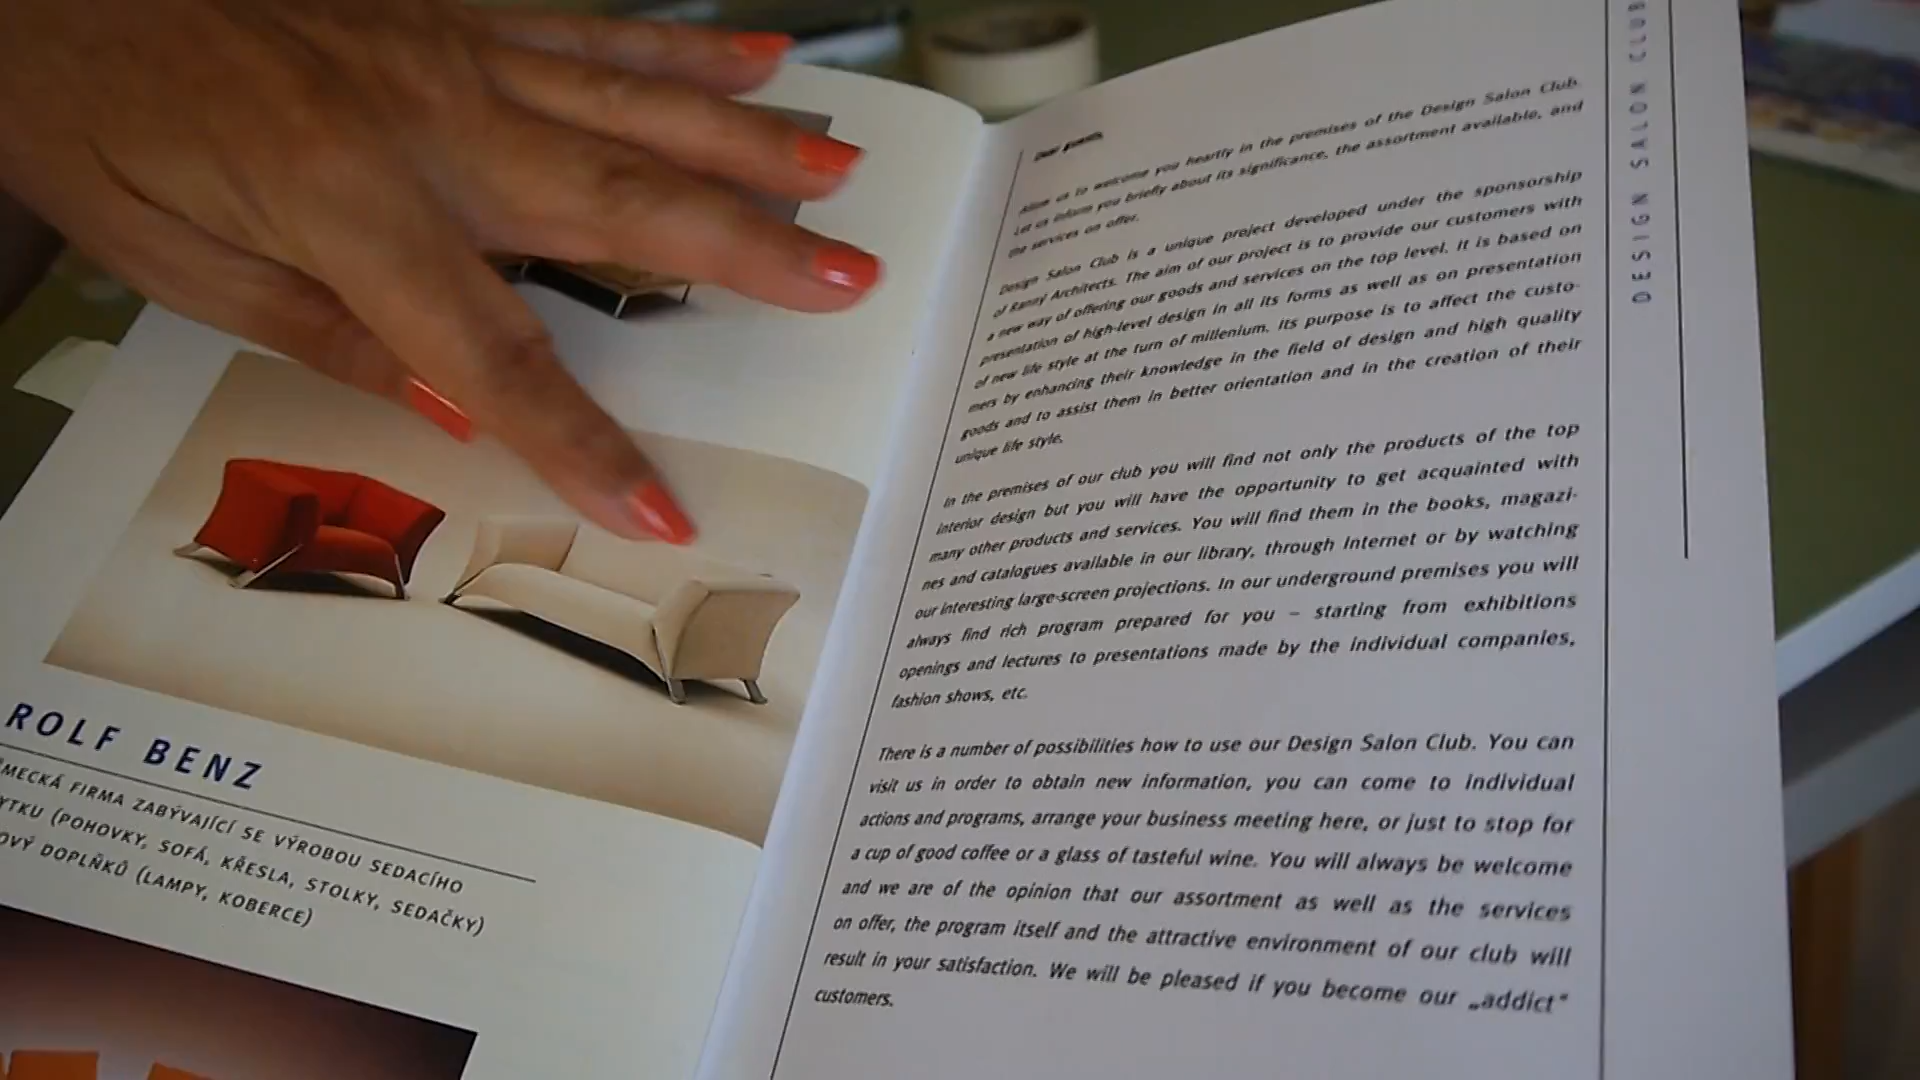 ROLF BENZ
MECKÁ FIRMA ZABÝVAJÍCÍ SE VÝROBOU SEDACÍHO
YTKU (POHOVKY, SOFÁ, KŘESLA, STOLKY, SEDAČKY)
OVÝ DOPLŇKŮ (LAMPY, KOBERCE)
Dear guests,
Allow us to welcome you heartly in the premises of the Design Salon Club.
Let us inform you briefly about its significance, the assortment available, and
the services on offer.
Design Salon Club is a unique project developed under the sponsorship
of Ranný Architects. The aim of our project is to provide our customers with
a new way of offering our goods and services on the top level. It is based on
presentation of high-level design in all its forms as well as on presentation
of new life style at the turn of millenium. Its purpose is to affect the custo-
mers by enhancing their knowledge in the field of design and high quality
goods and to assist them in better orientation and in the creation of their
unique life style.
In the premises of our club you will find not only the products of the top
interior design but you will have the opportunity to get acquainted with
many other products and services. You will find them in the books, magazi-
nes and catalogues available in our library, through Internet or by watching
our interesting large-screen projections. In our underground premises you will
always find rich program prepared for you – starting from exhibitions
openings and lectures to presentations made by the individual companies,
fashion shows, etc.
There is a number of possibilities how to use our Design Salon Club. You can
visit us in order to obtain new information, you can come to individual
actions and programs, arrange your business meeting here, or just to stop for
a cup of good coffee or a glass of tasteful wine. You will always be welcome
and we are of the opinion that our assortment as well as the services
on offer, the program itself and the attractive environment of our club will
result in your satisfaction. We will be pleased if you become our „addict“
customers.
DESIGN SALON CLUB